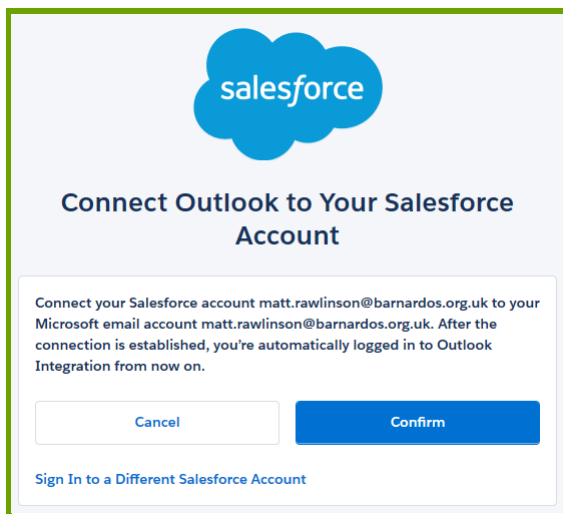 salesforce
Connect Outlook to Your Salesforce
Account
Connect your Salesforce account matt.rawlinson@barnardos.org.uk to your
Microsoft email account matt.rawlinson@barnardos.org.uk. After the
connection is established, you're automatically logged in to Outlook
Integration from now on.
Cancel
Confirm
Sign In to a Different Salesforce Account